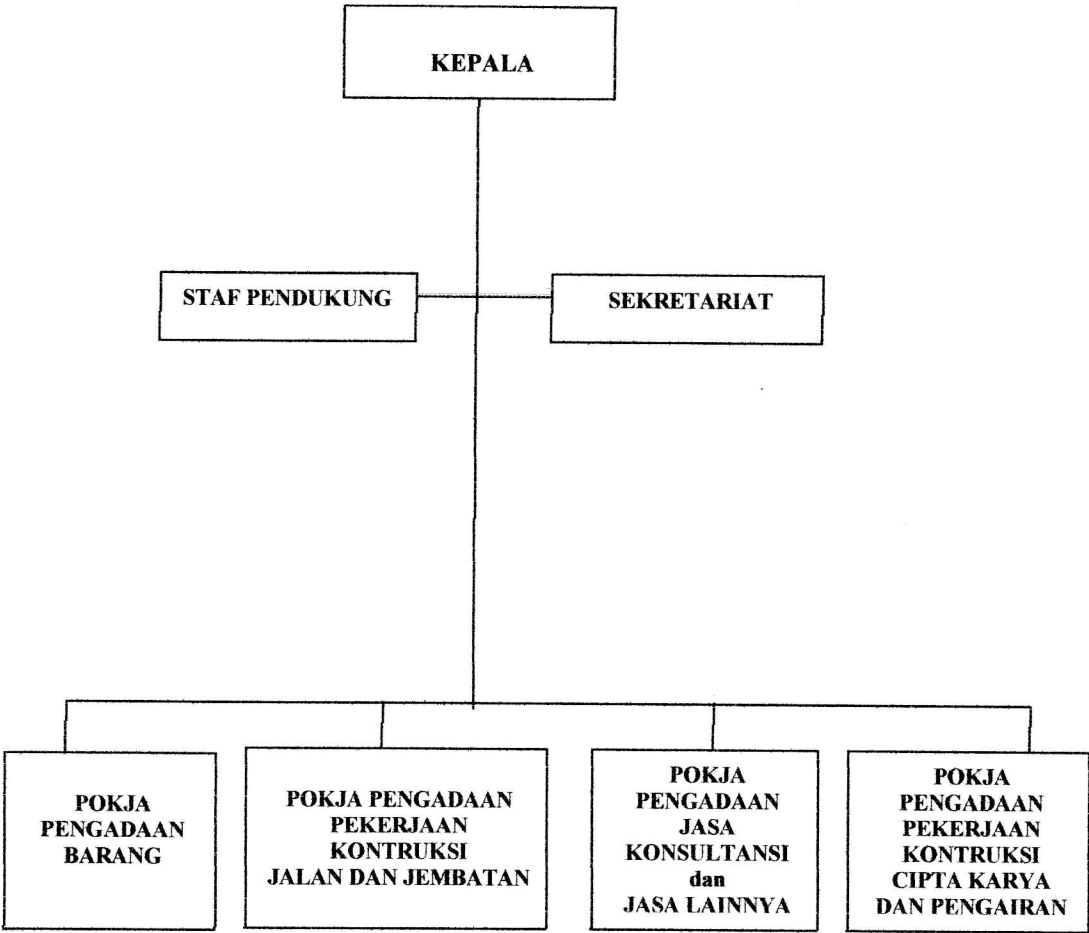 KEPALA
STAF PENDUKUNG
SEKRETARIAT
POKJA
PENGADAAN
BARANG
POKJA PENGADAAN
PEKERJAAN
KONTRUKSI
JALAN DAN JEMBATAN
POKJA
PENGADAAN
JASA
KONSULTANSI
dan
JASA LAINNYA
POKJA
PENGADAAN
PEKERJAAN
KONTRUKSI
CIPTA KARYA
DAN PENGAIRAN